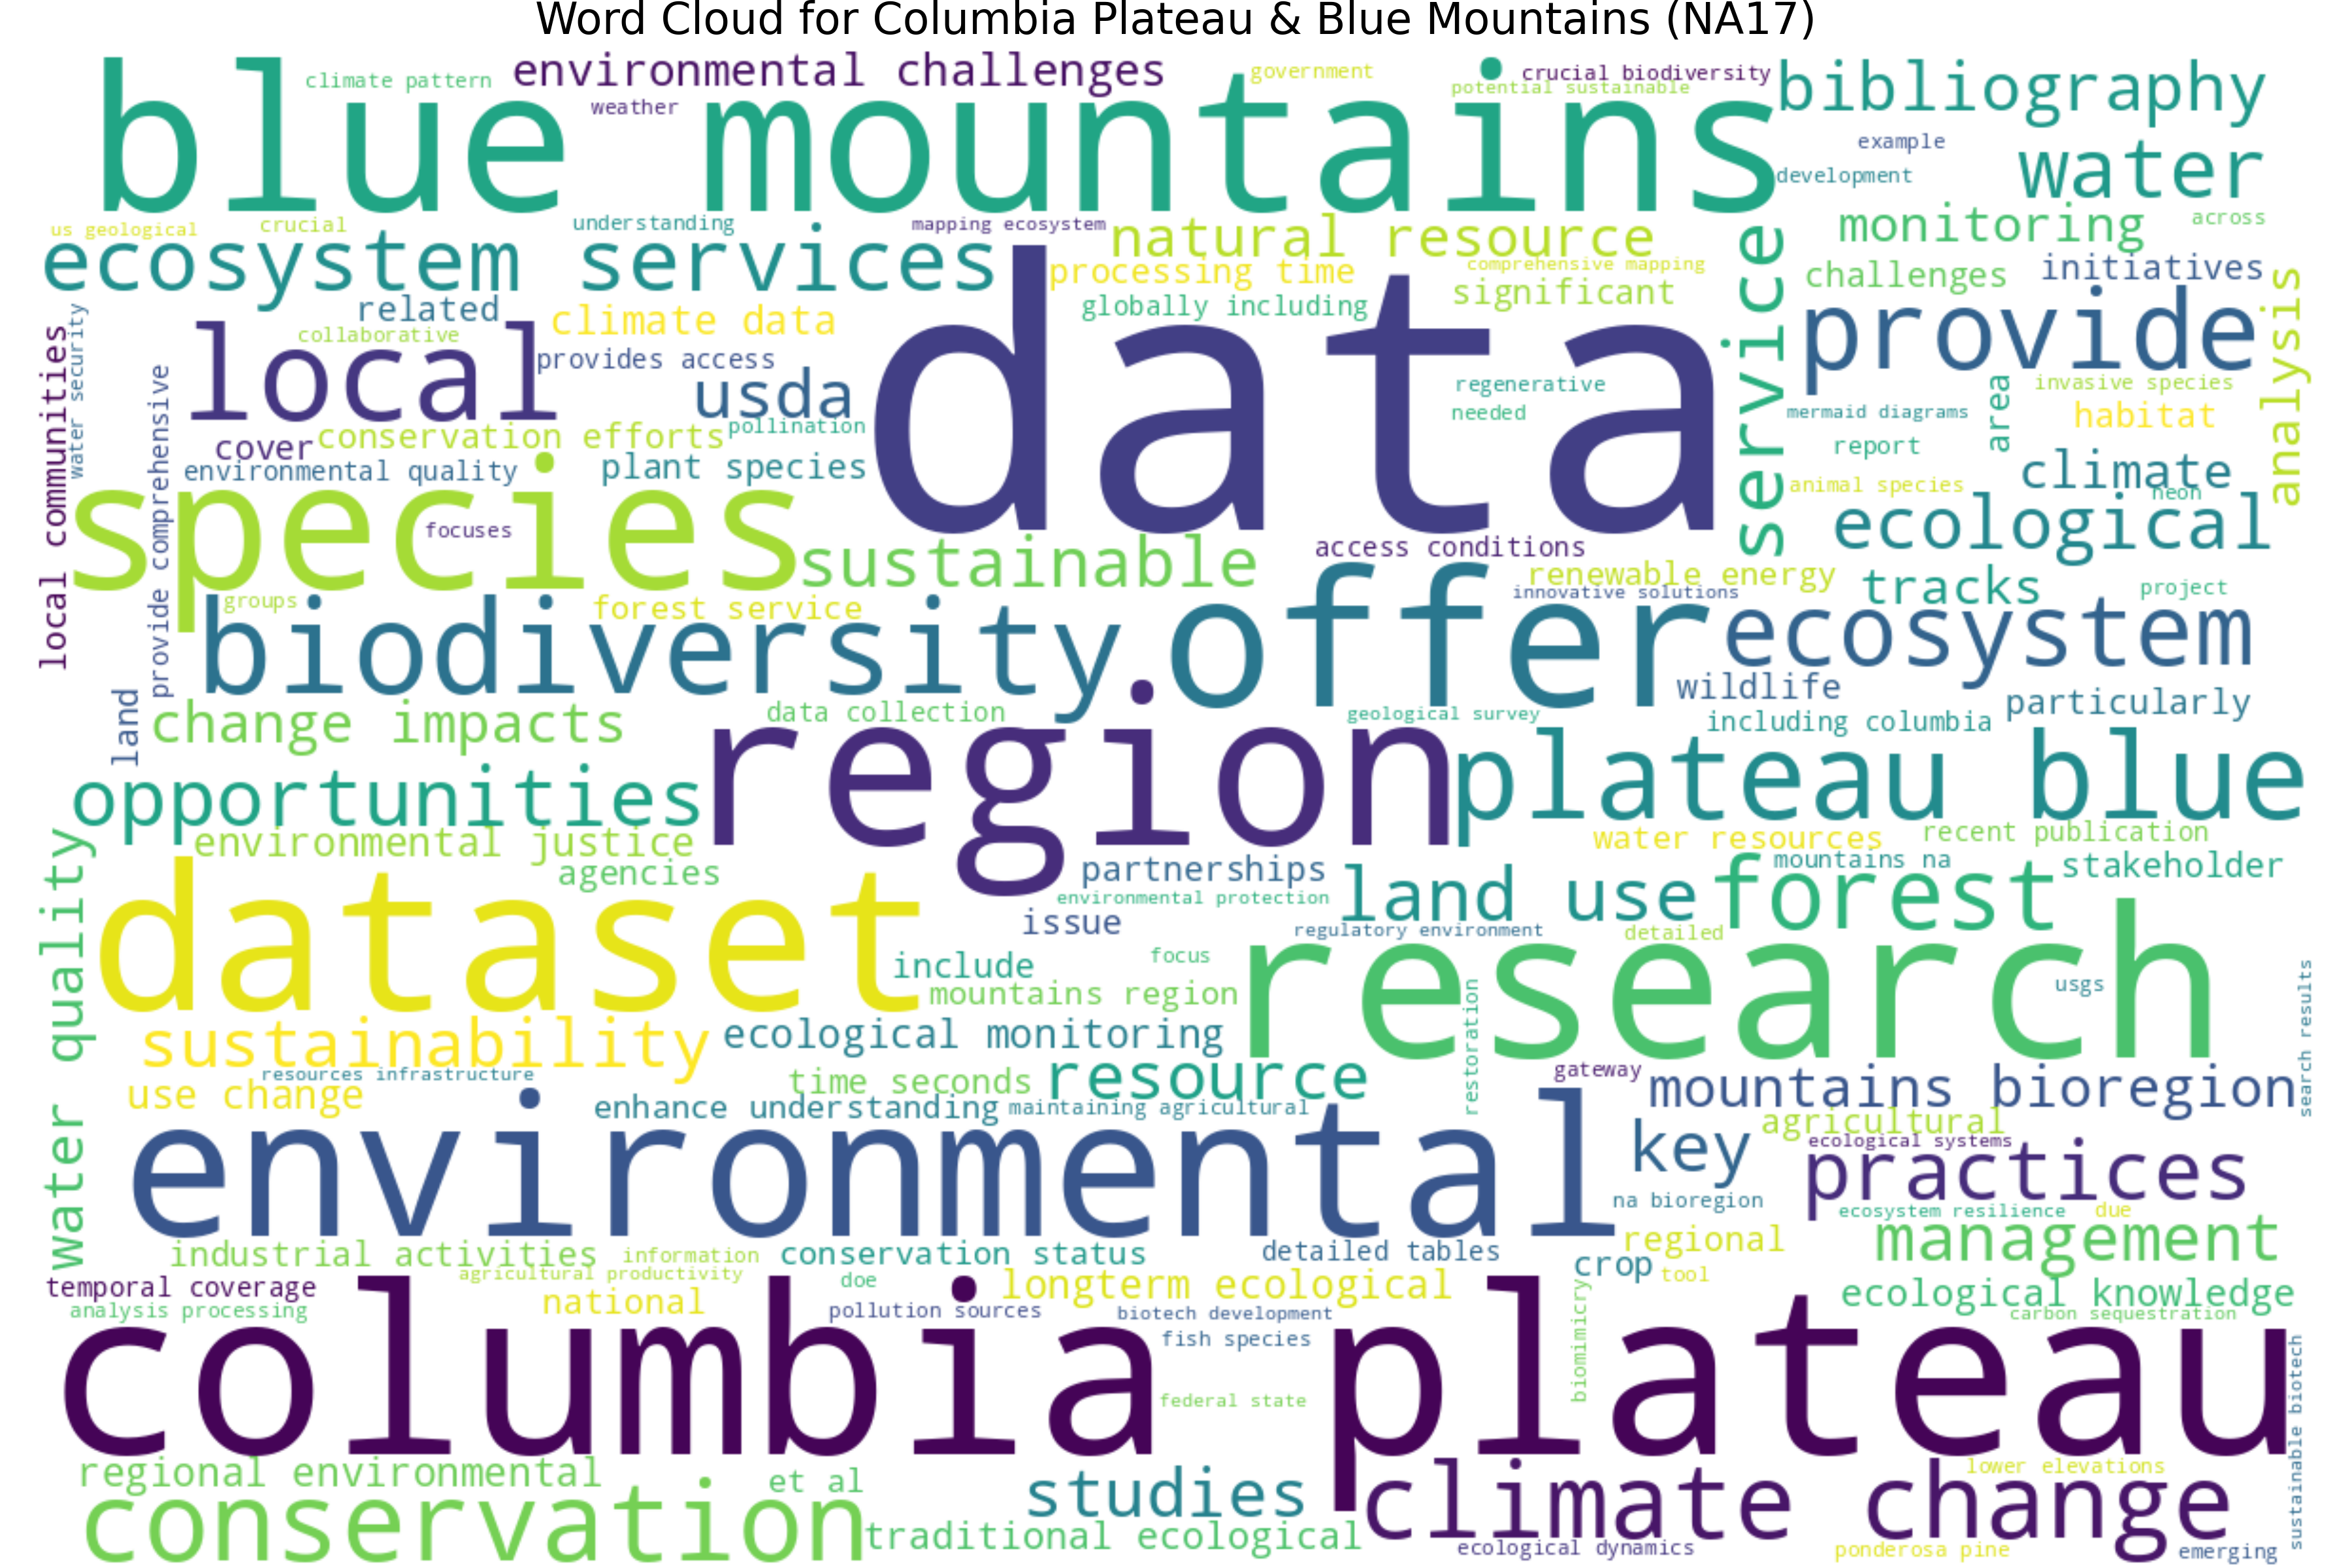 Word Cloud for Columbia Plateau & Blue Mountains (NA17)
blue mountains
climate pattern
environmental challenges
weather
government
crucial biodiversity
potential sustainable
bibliography
example
water
development
us geological
crucial
understanding
mapping ecosystem
natural resource
monitoring
across
ecosystem services
processing time
comprehensive mapping
service
challenges
initiatives
related
climate data
globally including
significant
analysis
water security
local communities
collaborative
local
provides access
data
provide
usda
regenerative
needed
area
invasive species
mermaid diagrams
habitat
provide comprehensive
cover
conservation efforts
pollination
report
environmental quality
plant species
climate
species
animal species
neon
focuses
ecological
sustainable
access conditions
renewable energy
innovative solutions
tracks
project
groups
forest service
biodiversity
offer
ecosystem
wildlife
particularly
land
change impacts
data collection
geological survey
including columbia
region
plateau blue
opportunities
environmental justice
water resources
recent publication
agencies
partnerships
mountains na
stakeholder
water quality
dataset
environmental protection
land use
forest
issue
regulatory environment
detailed
research
include
focus
mountains region
usgs
search results
restoration
sustainability
ecological monitoring
resources infrastructure
use change
time seconds
resource
gateway
mountains bioregion
enhance understanding
maintaining agricultural
agricultural
environmental
key
ecological systems
practices
na bioregion
ecosystem resilience
due
industrial activities
information
conservation status
detailed tables
regional
management
crop
tool
temporal coverage
agricultural productivity
doe
longterm ecological
ecological knowledge
analysis processing
national
pollution sources
biotech development
carbon sequestration
biomimicry
fish species
columbia plateau
federal state
sustainable biotech
regional environmental
et al
studies
lower elevations
climate change
conservation
traditional ecological
ecological dynamics
ponderosa pine
emerging